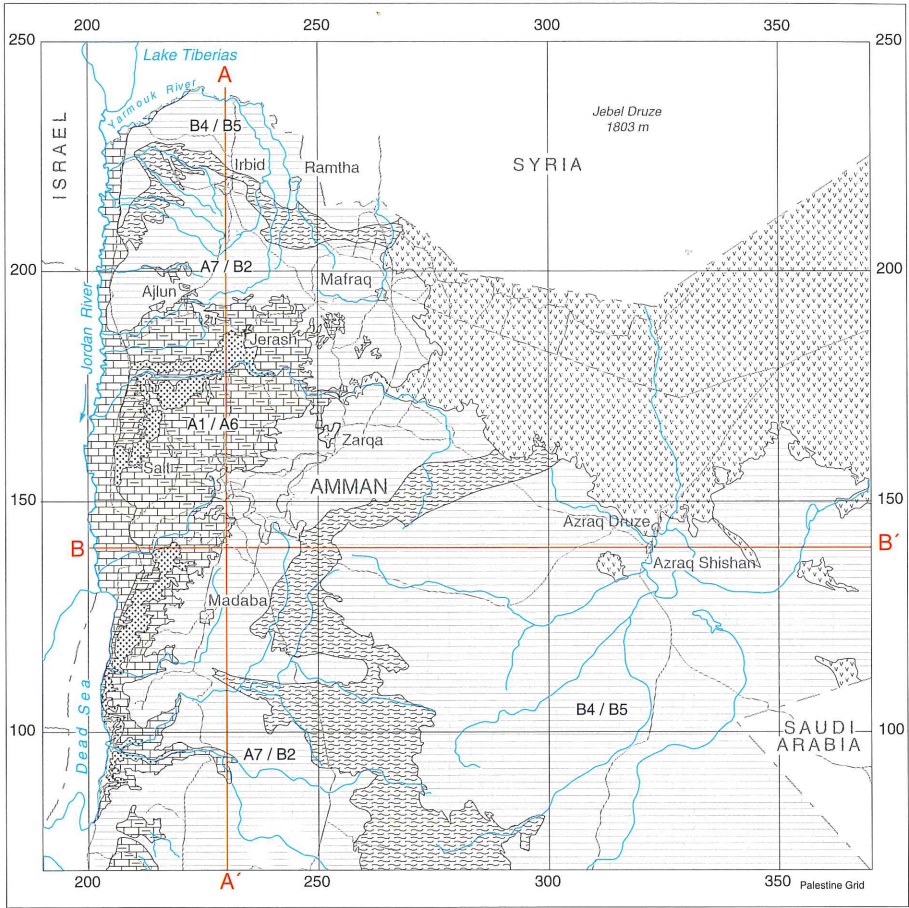 200
250
300
350
250
250
Lake Tiberias
A
Yarmouk River
Jebel Druze
1803 m
B4 / B5
ISRAEL
SYRIA
Irbid
Ramtha
200
200
A7 / B2
Mafraq
Ajlun
Jordan River
Jerash
A1 / A6
Zarqa
Salt
AMMAN
150
150
Azraq Druze
B
B´
Azraq Shishan
Madaba
Dead Sea
B4 / B5
100
100
SAUDI
ARABIA
A7 / B2
200
A´
250
300
350
Palestine Grid